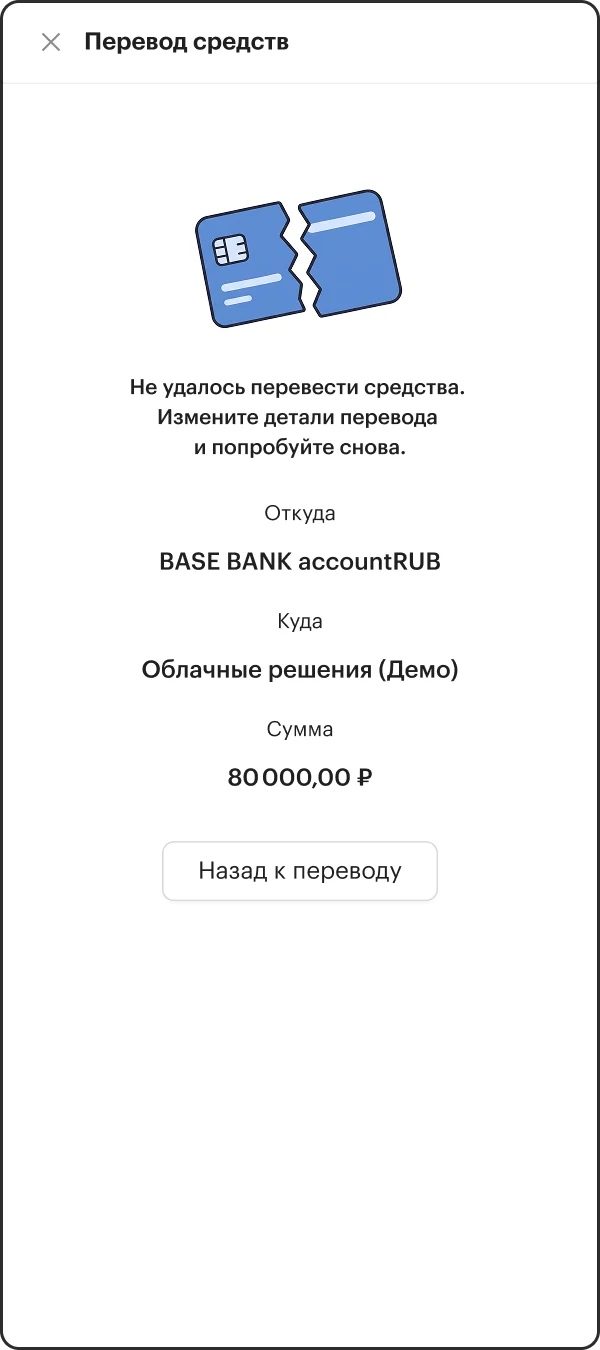 Перевод средств
Не удалось перевести средства.
Измените детали перевода
и попробуйте снова.
Откуда
BASE BANK accountRUB
Куда
Облачные решения (Демо)
Сумма
80 000,00 ₽
Назад к переводу